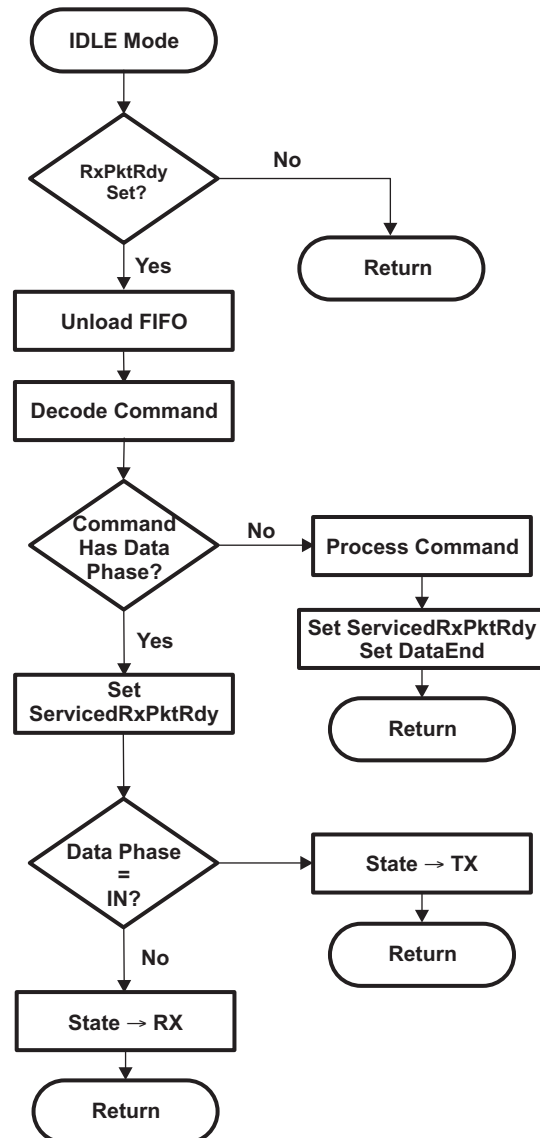 IDLE Mode
RxPktRdy
Set?
No
Return
Yes
Unload FIFO
Decode Command
Command
Has Data
Phase?
No
Process Command
Set ServicedRxPktRdy
Set DataEnd
Return
Yes
Set
ServicedRxPktRdy
Data Phase
=
IN?
State → TX
Return
No
State → RX
Return